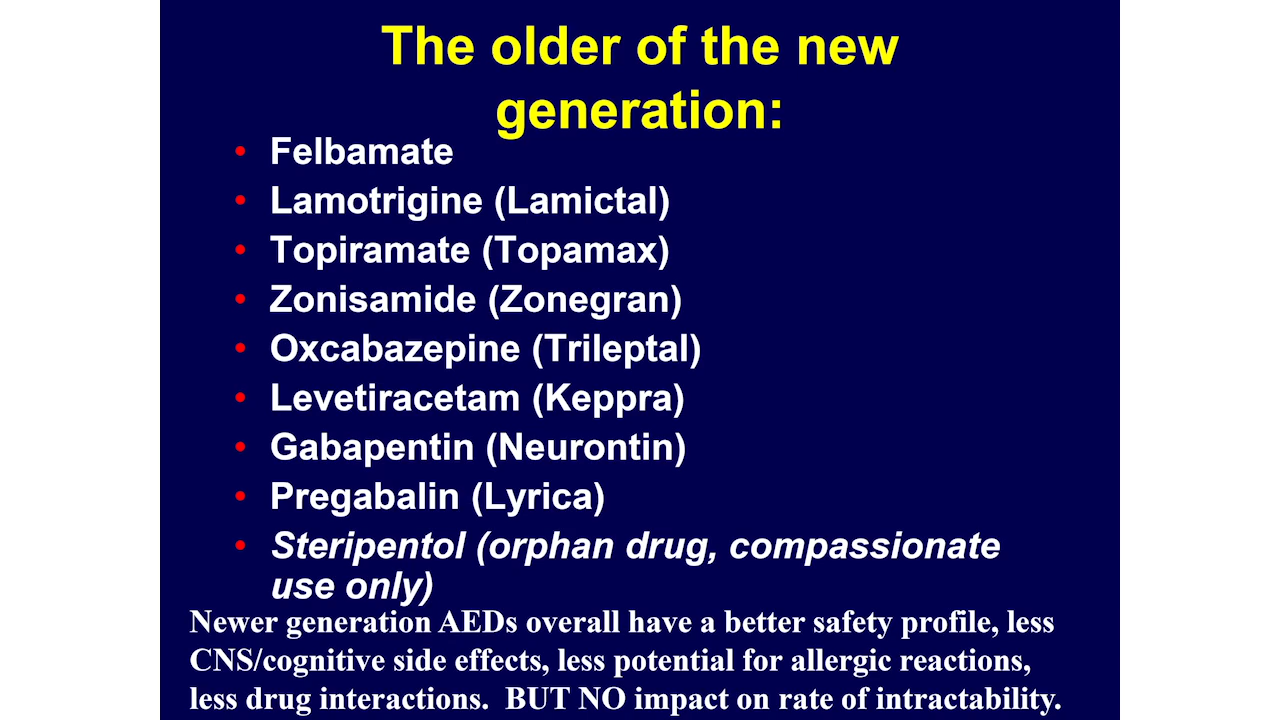 The older of the new
generation:
• Felbamate
• Lamotrigine (Lamictal)
• Topiramate (Topamax)
• Zonisamide (Zonegran)
• Oxcabazepine (Trileptal)
• Levetiracetam (Keppra)
• Gabapentin (Neurontin)
• Pregabalin (Lyrica)
• Steripentol (orphan drug, compassionate
use only)
Newer generation AEDs overall have a better safety profile, less
CNS/cognitive side effects, less potential for allergic reactions,
less drug interactions.  BUT NO impact on rate of intractability.